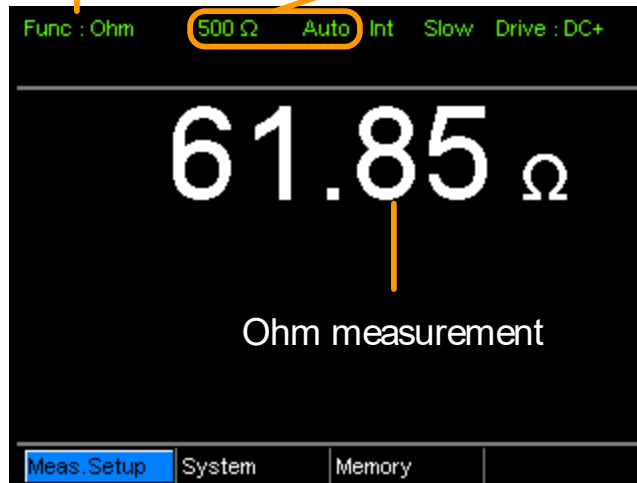 Func : Ohm 500 Ω Auto Int Slow Drive : DC+
61.85 Ω
Ohm measurement
Meas.Setup System Memory